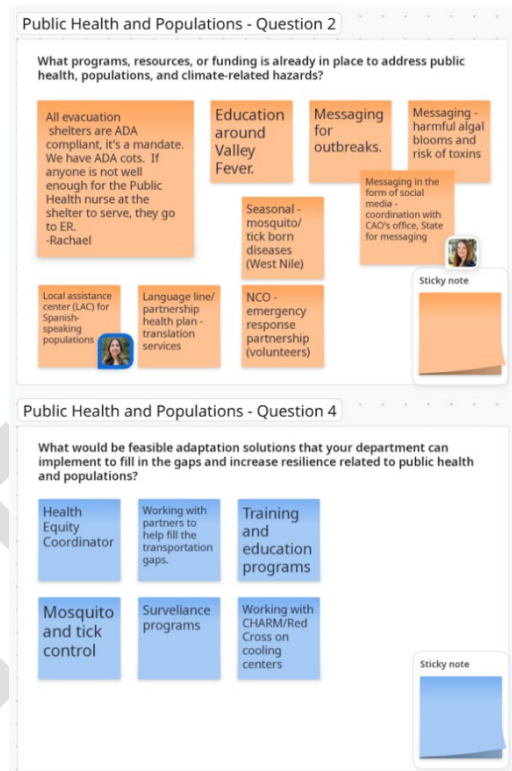 Public Health and Populations - Question 2
What programs, resources, or funding is already in place to address public
health, populations, and climate-related hazards?
All evacuation
shelters are ADA
compliant, it's a mandate.
We have ADA cots. If
anyone is not well
enough for the Public
Health nurse at the
shelter to serve, they go
to ER.
-Rachael
Education
around
Valley
Fever.
Messaging
for
outbreaks.
Messaging -
harmful algal
blooms and
risk of toxins
Messaging in the
form of social
media -
coordination with
CAO's office, State
for messaging
Seasonal -
mosquito/
tick born
diseases
(West Nile)
Sticky note
Local assistance
center (LAC) for
Spanish-
speaking
populations
Language line/
partnership
health plan -
translation
services
NCO -
emergency
response
partnership
(volunteers)
Public Health and Populations - Question 4
What would be feasible adaptation solutions that your department can
implement to fill in the gaps and increase resilience related to public health
and populations?
Health
Equity
Coordinator
Working with
partners to
help fill the
transportation
gaps.
Training
and
education
programs
Mosquito
and tick
control
Surveliance
programs
Working with
CHARM/Red
Cross on
cooling
centers
Sticky note